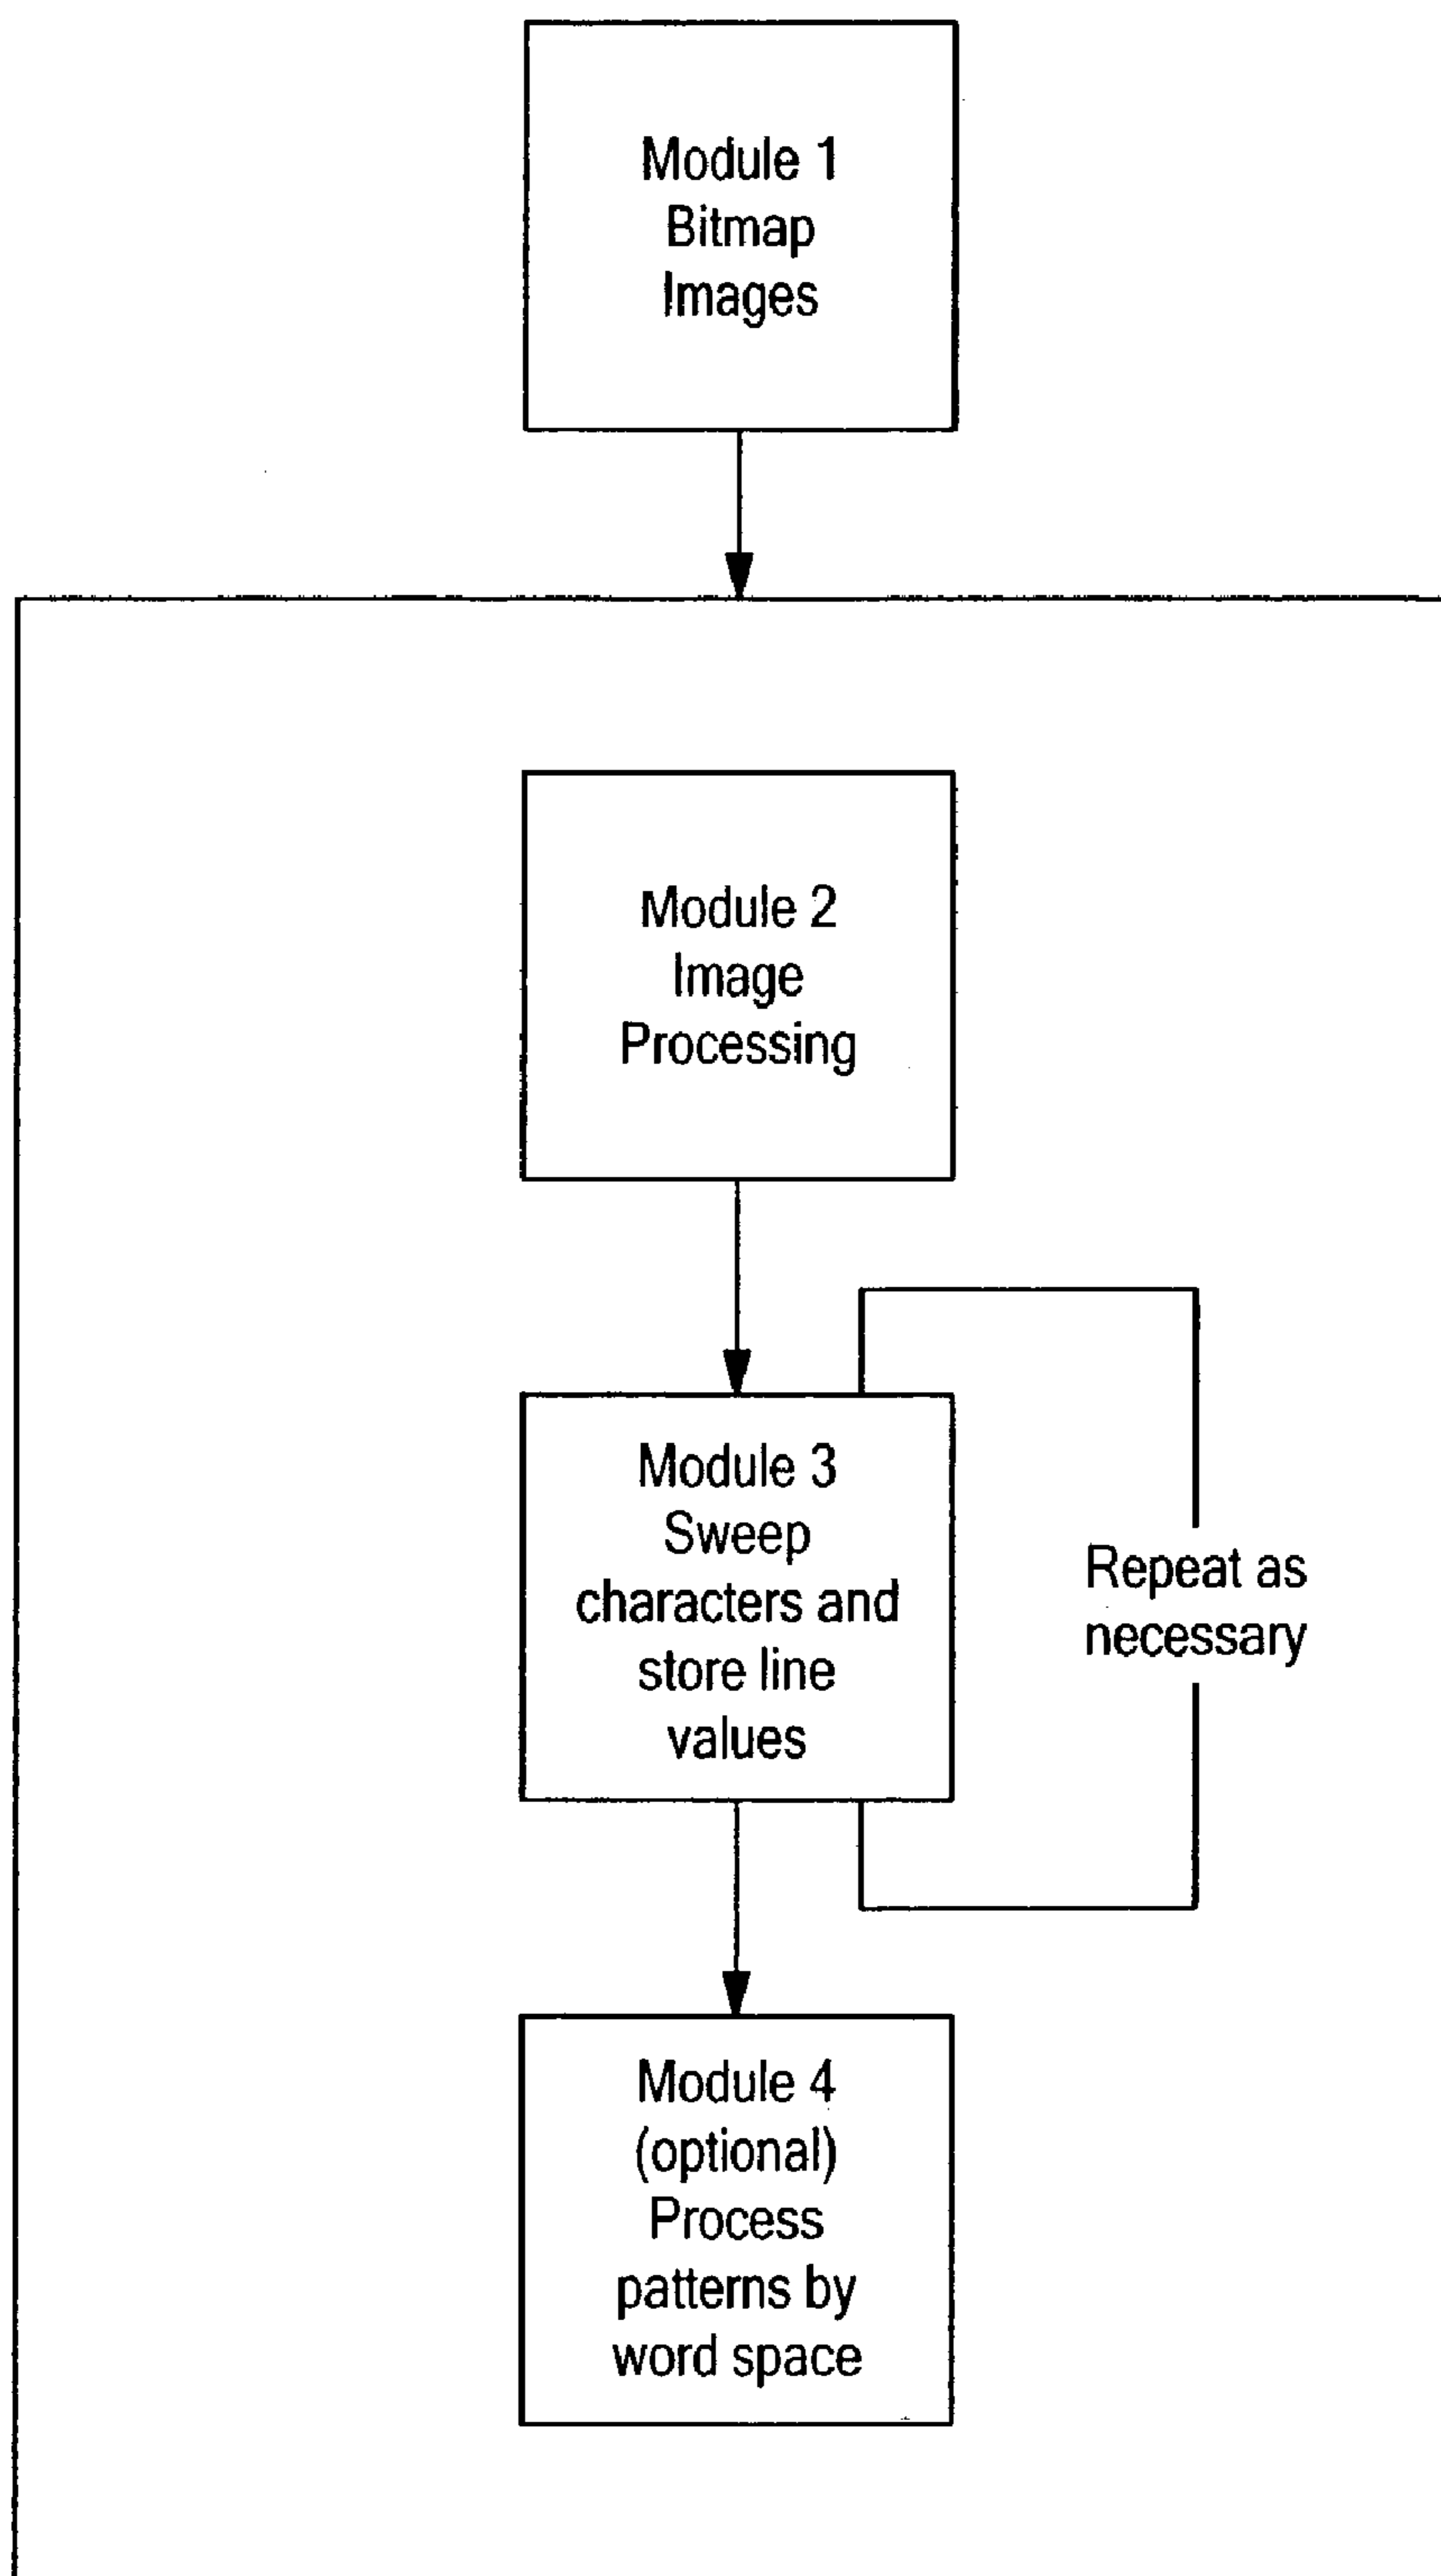 Module 1
Bitmap
Images
Module 2
Image
Processing
Module 3
Sweep
characters and
store line
values
Repeat as
necessary
Module 4
(optional)
Process
patterns by
word space